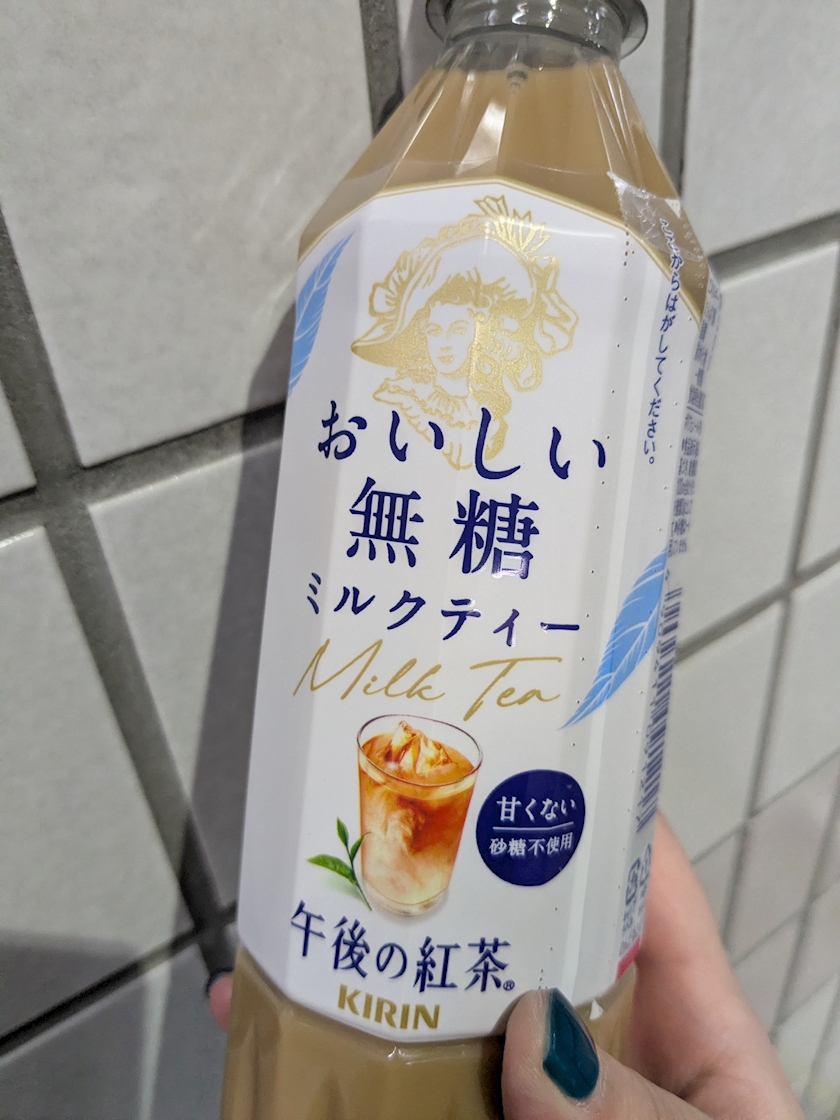 おいしい
無糖
ミルクティー
Milk Tea
甘くない
砂糖不使用
午後の紅茶®
KIRIN
ここからはがしてください。